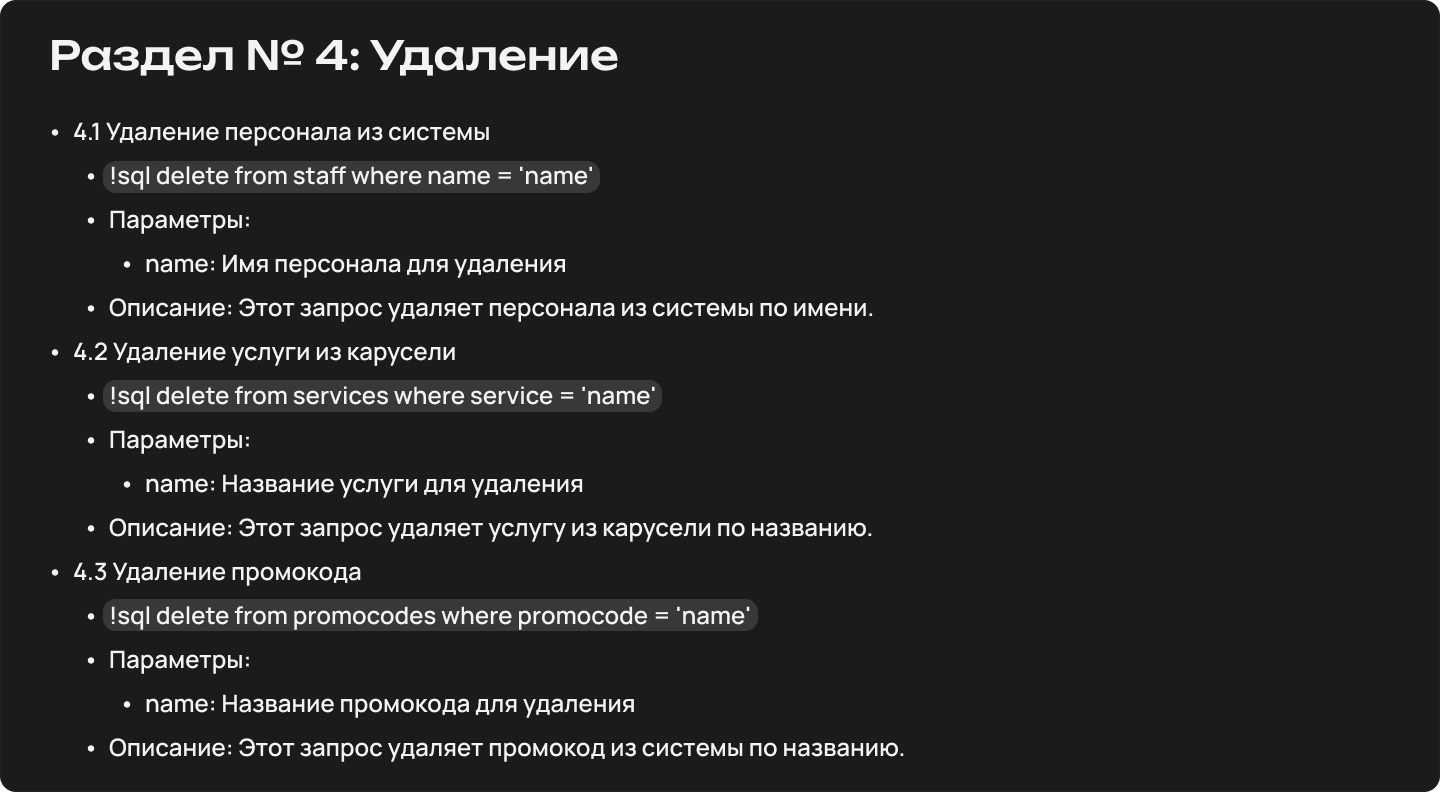 Раздел № 4: Удаление
• 4.1 Удаление персонала из системы
• !sql delete from staff where name = 'name'
• Параметры:
• name: Имя персонала для удаления
• Описание: Этот запрос удаляет персонала из системы по имени.
• 4.2 Удаление услуги из карусели
• !sql delete from services where service = 'name'
• Параметры:
• name: Название услуги для удаления
• Описание: Этот запрос удаляет услугу из карусели по названию.
• 4.3 Удаление промокода
• !sql delete from promocodes where promocode = 'name'
• Параметры:
• name: Название промокода для удаления
• Описание: Этот запрос удаляет промокод из системы по названию.